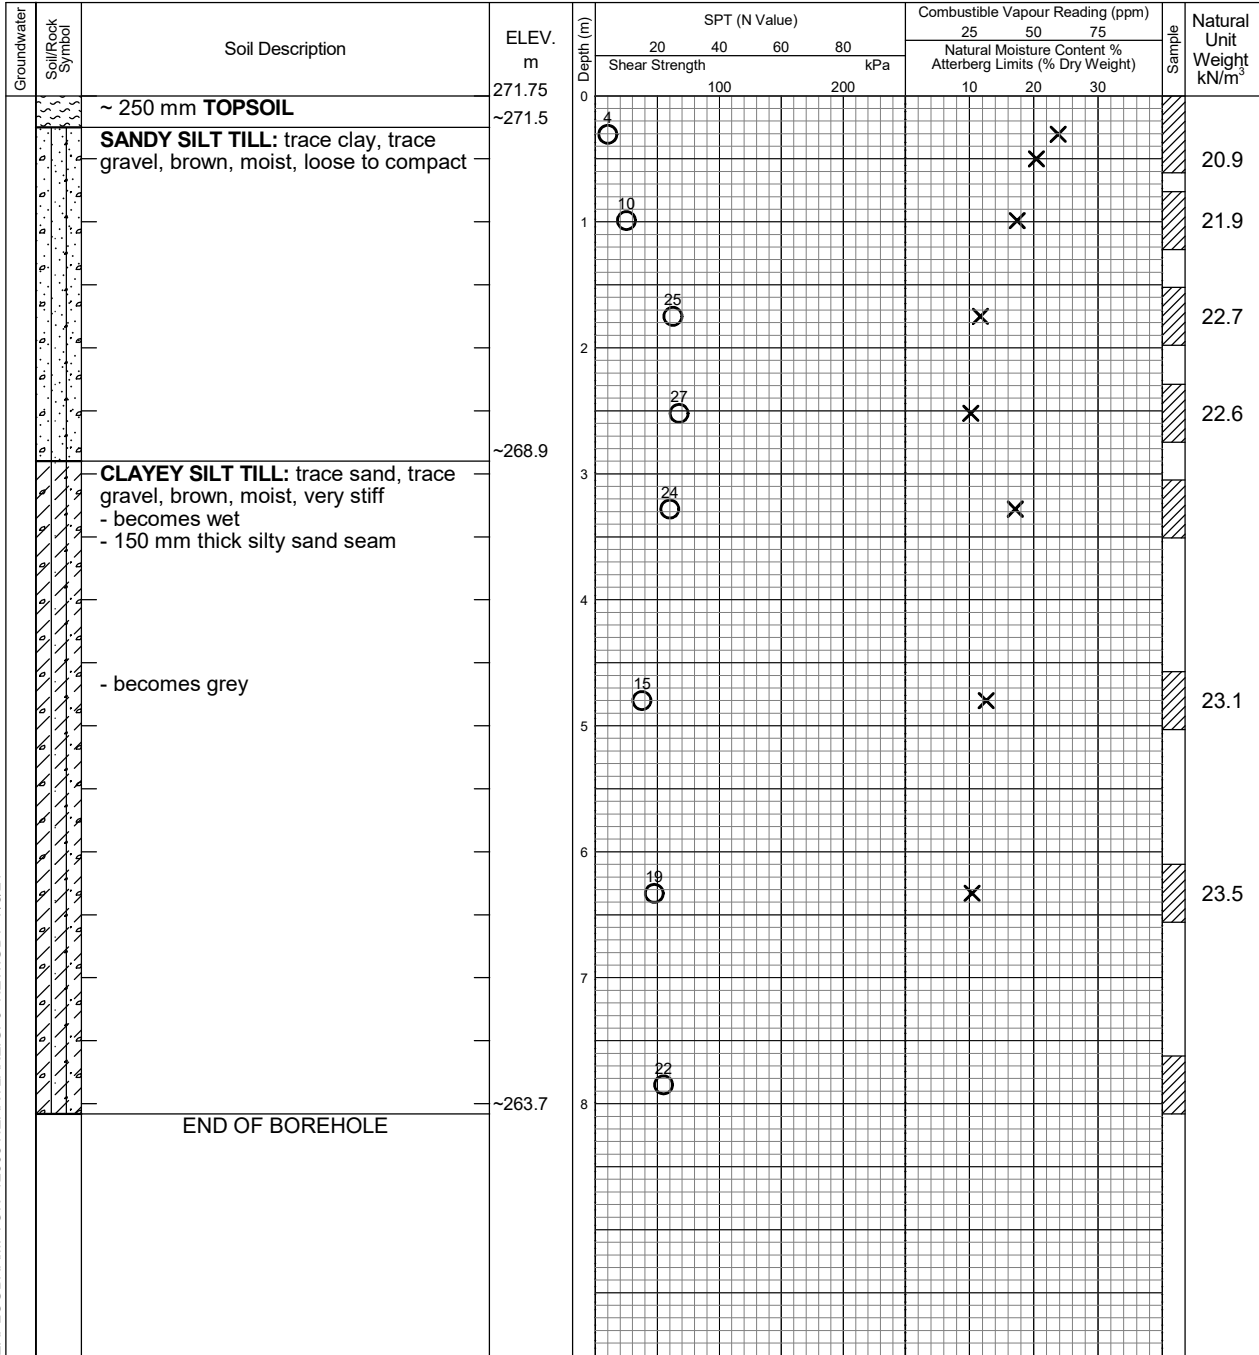 Groundwater
Soil/Rock
Symbol
Soil Description
ELEV.
m
Depth (m)
SPT (N Value)
20 40 60 80
Shear Strength kPa
100 200
Combustible Vapour Reading (ppm)
25 50 75
Natural Moisture Content %
Atterberg Limits (% Dry Weight)
10 20 30
Sample
Natural
Unit
Weight
kN/m³
271.75
0
~ 250 mm TOPSOIL
~271.5
4
SANDY SILT TILL: trace clay, trace
gravel, brown, moist, loose to compact
20.9
10
1
21.9
25
22.7
2
27
22.6
~268.9
CLAYEY SILT TILL: trace sand, trace
3
gravel, brown, moist, very stiff
24
- becomes wet
- 150 mm thick silty sand seam
4
- becomes grey
15
23.1
5
6
19
23.5
7
22
~263.7
8
END OF BOREHOLE